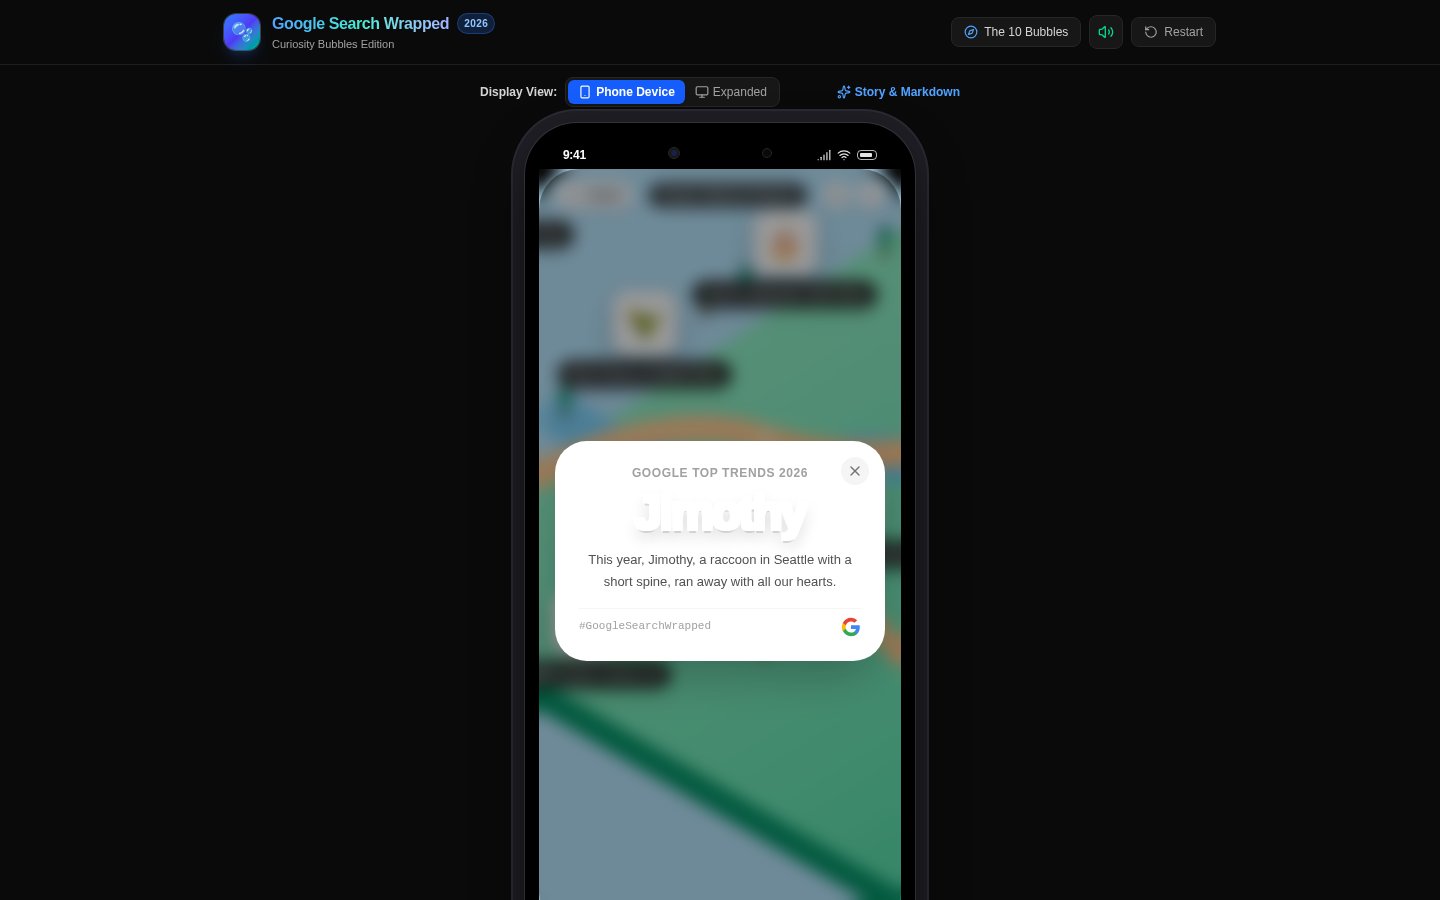 Google Search Wrapped 2026
Curiosity Bubbles Edition
The 10 Bubbles
Restart
Display View:
Phone Device
Expanded
Story & Markdown
9:41
GOOGLE TOP TRENDS 2026
Jimothy
This year, Jimothy, a raccoon in Seattle with a
short spine, ran away with all our hearts.
#GoogleSearchWrapped